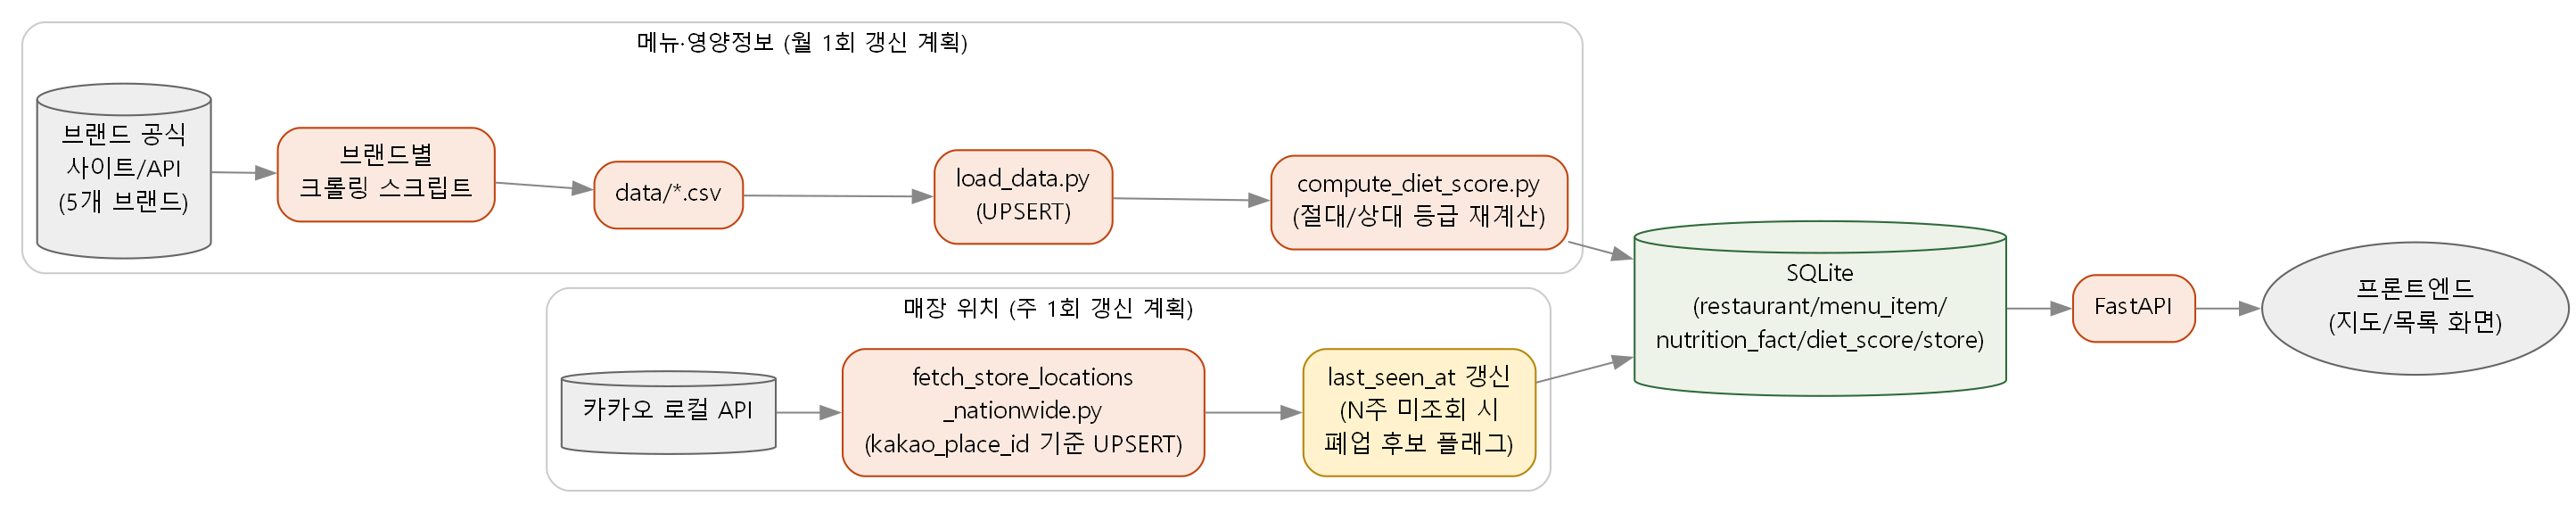 메뉴·영양정보 (월 1회 갱신 계획)
브랜드 공식
사이트/API
(5개 브랜드)
브랜드별
크롤링 스크립트
data/*.csv
load_data.py
(UPSERT)
compute_diet_score.py
(절대/상대 등급 재계산)
매장 위치 (주 1회 갱신 계획)
카카오 로컬 API
fetch_store_locations
_nationwide.py
(kakao_place_id 기준 UPSERT)
last_seen_at 갱신
(N주 미조회 시
폐업 후보 플래그)
SQLite
(restaurant/menu_item/
nutrition_fact/diet_score/store)
FastAPI
프론트엔드
(지도/목록 화면)